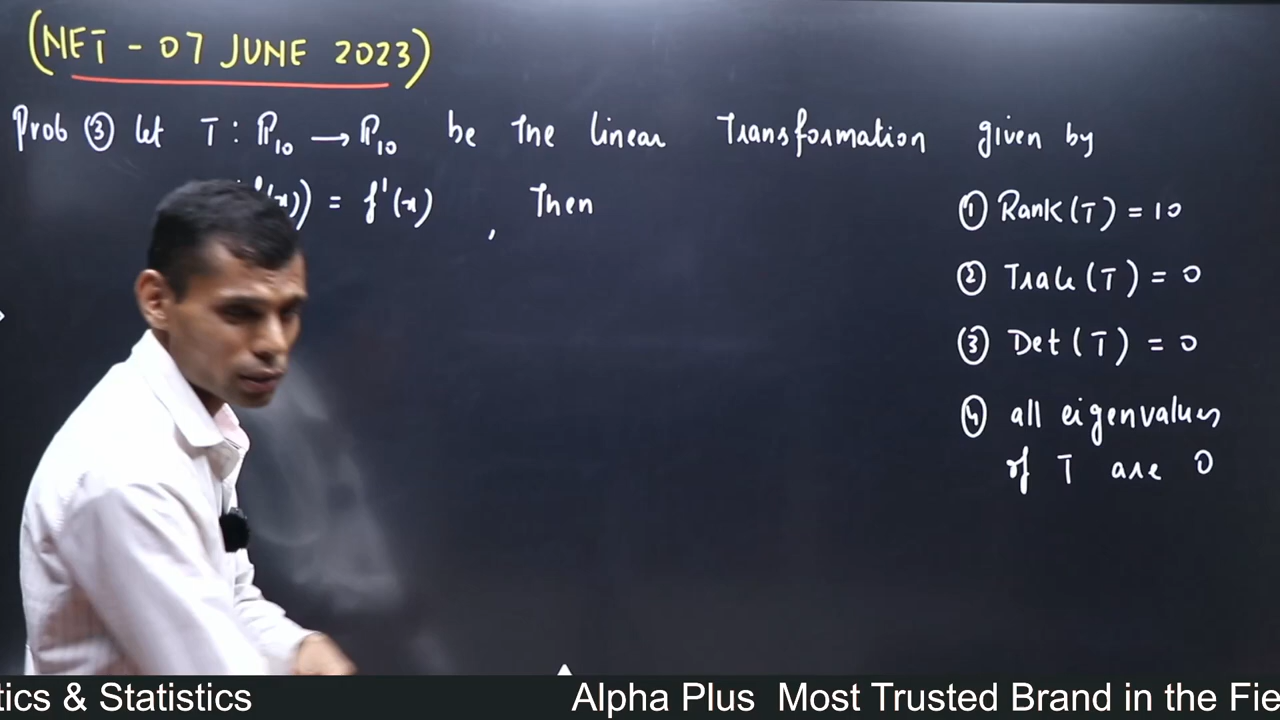 (NET - 07 JUNE 2023)
Prob ③ let T : P₁₀ → P₁₀ be the linear Transformation given by
(x)) = f'(x) , Then
① Rank(T) = 10
② Trace(T) = 0
③ Det(T) = 0
④ all eigenvalues
of T are 0
tics & Statistics
Alpha Plus Most Trusted Brand in the Fie